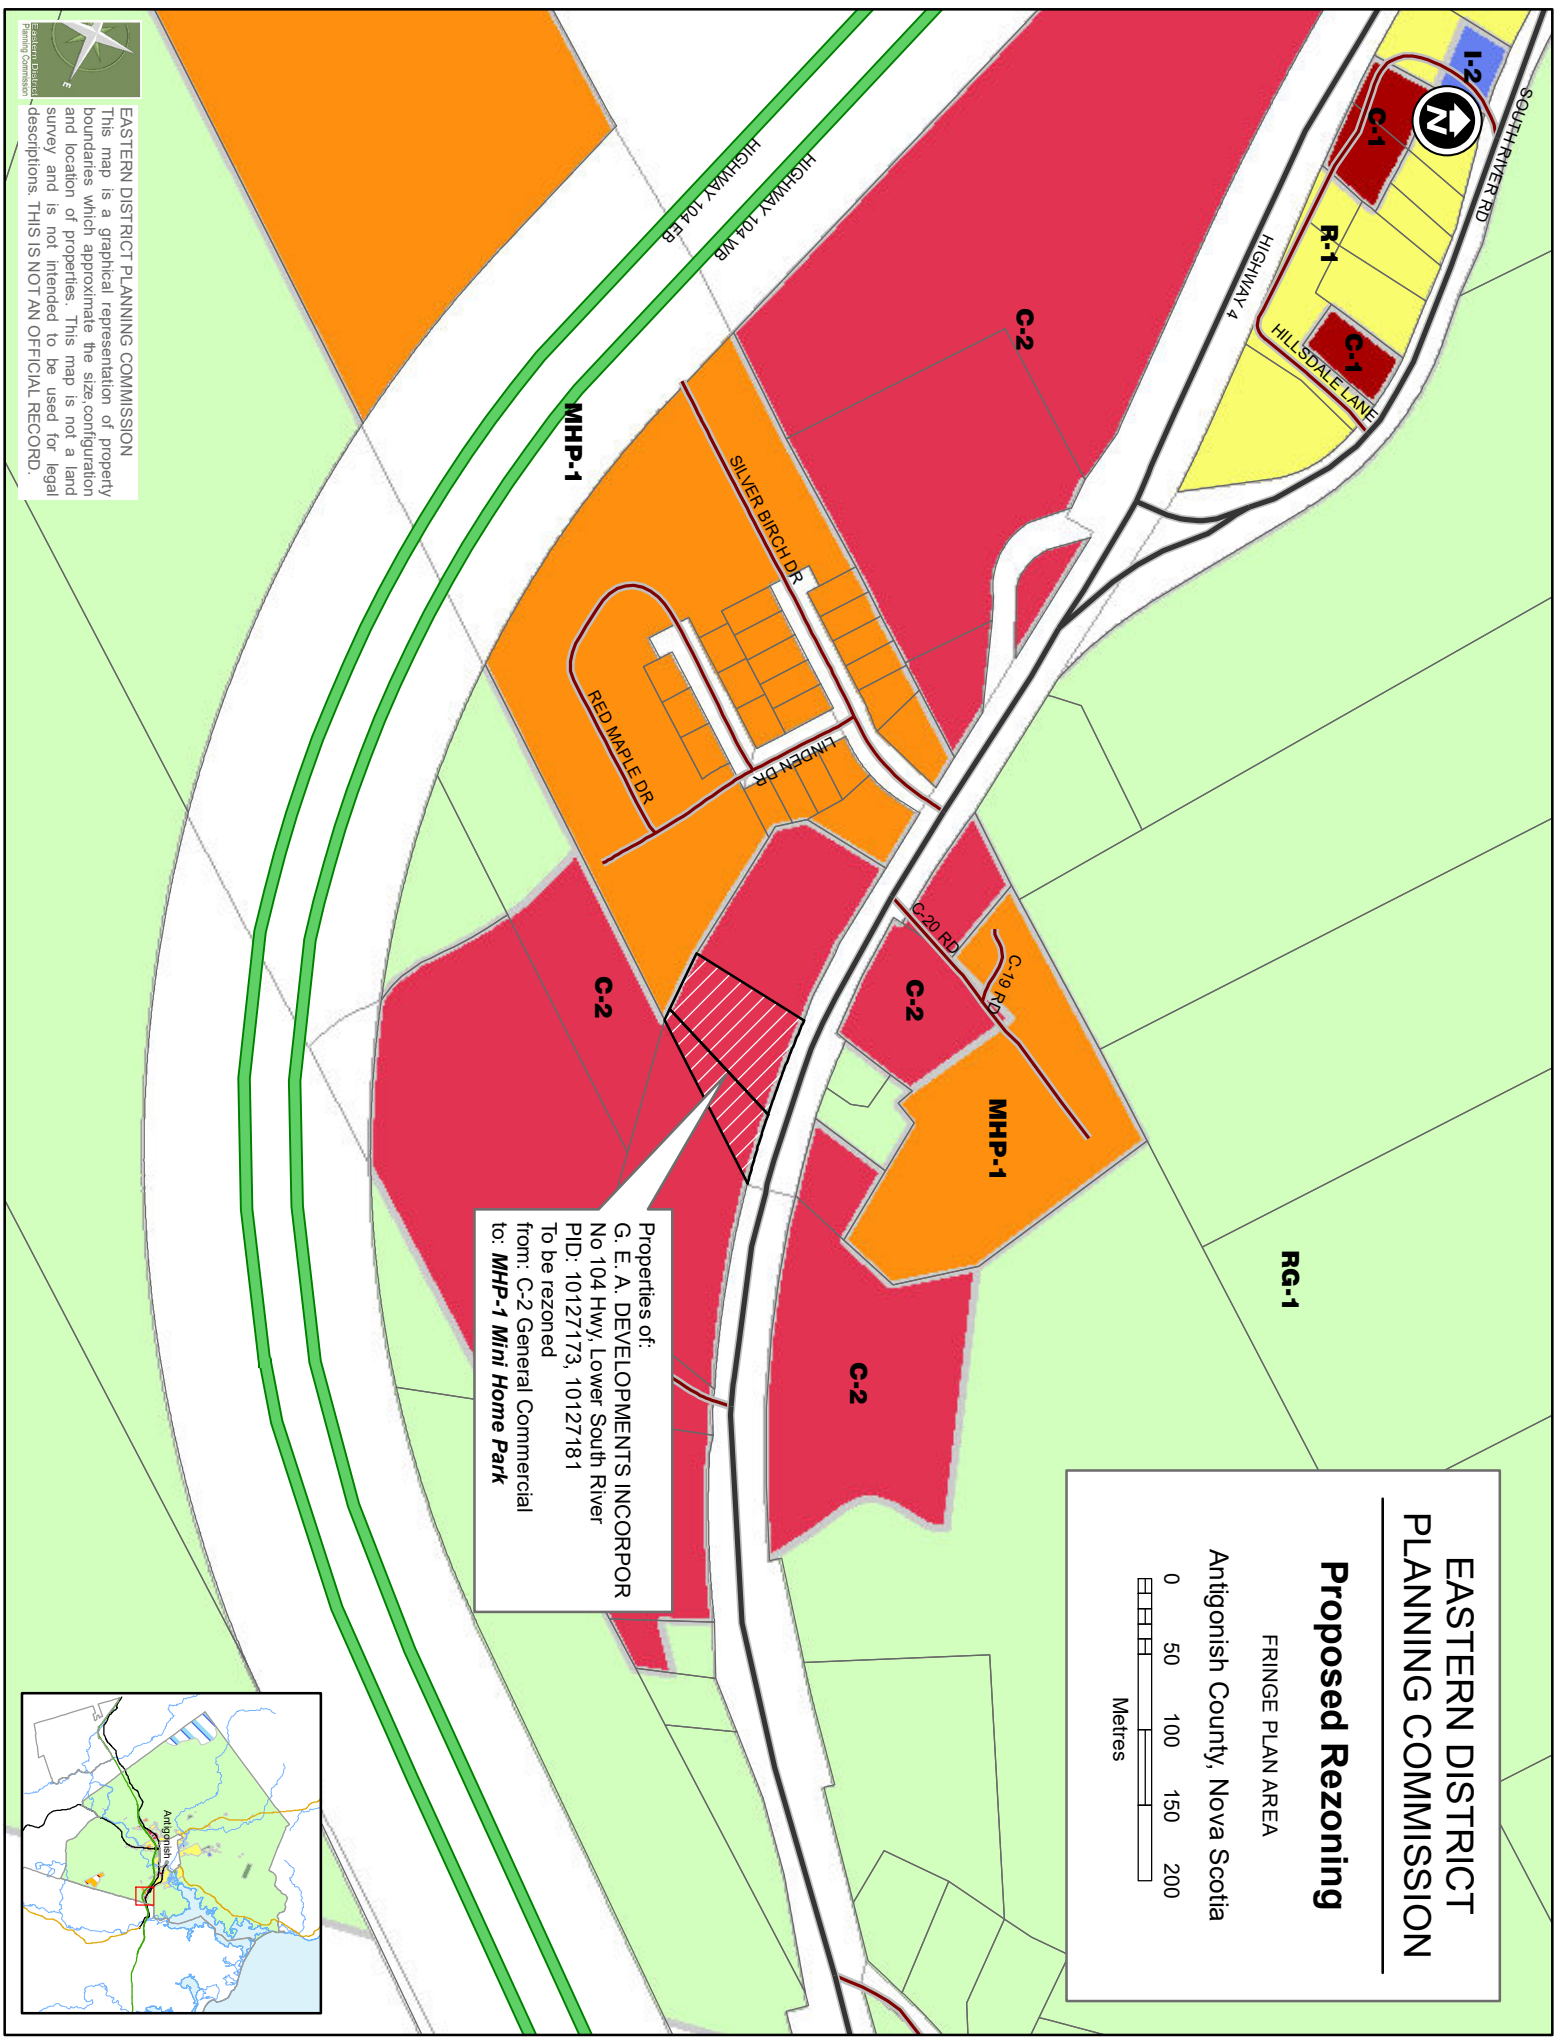 EASTERN DISTRICT
PLANNING COMMISSION
Proposed Rezoning
FRINGE PLAN AREA
Antigonish County, Nova Scotia
0 50 100 150 200
Metres
SOUTH RIVER RD
I-2
N
C-1
R-1
C-1
HILLSDALE LANE
HIGHWAY 4
C-2
HIGHWAY 104 WB
HIGHWAY 104 EB
MHP-1
SILVER BIRCH DR
RED MAPLE DR
LINDEN DR
C-20 RD
C-19 RD
C-2
MHP-1
RG-1
C-2
C-2
Properties of:
G. E. A. DEVELOPMENTS INCORPOR
No 104 Hwy, Lower South River
PID: 10127173, 10127181
To be rezoned
from: C-2 General Commercial
to: MHP-1 Mini Home Park
E
Eastern District
Planning Commission
EASTERN DISTRICT PLANNING COMMISSION
This map is a graphical representation of property
boundaries which approximate the size,configuration
and location of properties. This map is not a land
survey and is not intended to be used for legal
descriptions. THIS IS NOT AN OFFICIAL RECORD.
Antigonish